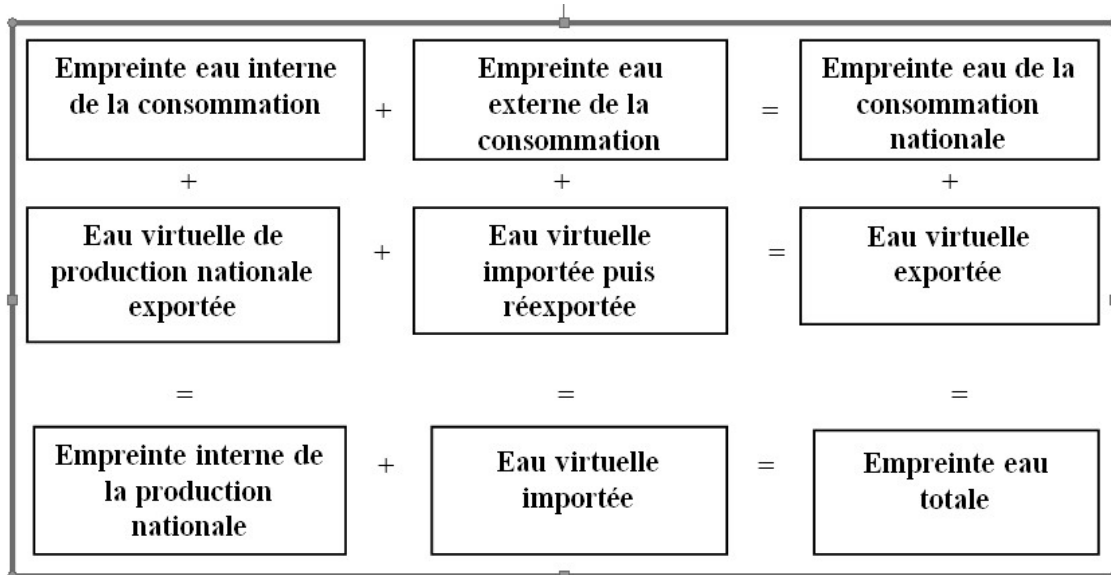 Empreinte eau interne
de la consommation
+
Empreinte eau
externe de la
consommation
=
Empreinte eau de la
consommation
nationale
+
+
+
Eau virtuelle de
production nationale
exportée
+
Eau virtuelle
importée puis
réexportée
=
Eau virtuelle
exportée
=
=
=
Empreinte interne de
la production
nationale
+
Eau virtuelle
importée
=
Empreinte eau
totale